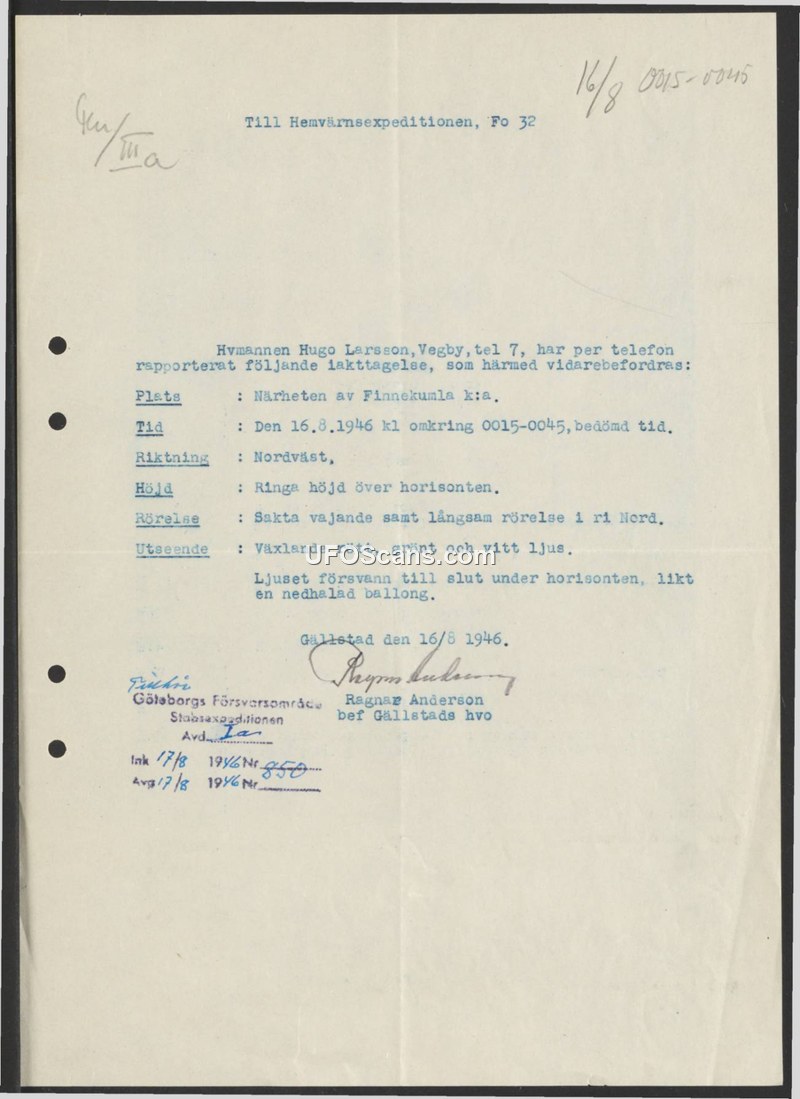 16/8 0015-0045
III a
Till Hemvärnsexpeditionen, Fo 32
Hvmannen Hugo Larsson, Vegby, tel 7, har per telefon
rapporterat följande iakttagelse, som härmed vidarebefordras:
Plats : Närheten av Finnekumla k:a.
Tid : Den 16.8.1946 kl omkring 0015-0045, bedömd tid.
Riktning : Nordväst.
Höjd : Ringa höjd över horisonten.
Rörelse : Sakta vajande samt långsam rörelse i ri Nord.
Utseende : Växlande rött, grönt och vitt ljus.
UFOScans.com
Ljuset försvann till slut under horisonten, likt
en nedhalad ballong.
Gällstad den 16/8 1946.
Ragnar Anderson
bef Gällstads hvo
Göteborgs Försvarsområde
Stabsexpeditionen
Avd. Ia
Ink 17/8 1946 Nr 850
Avg 17/8 1946 Nr